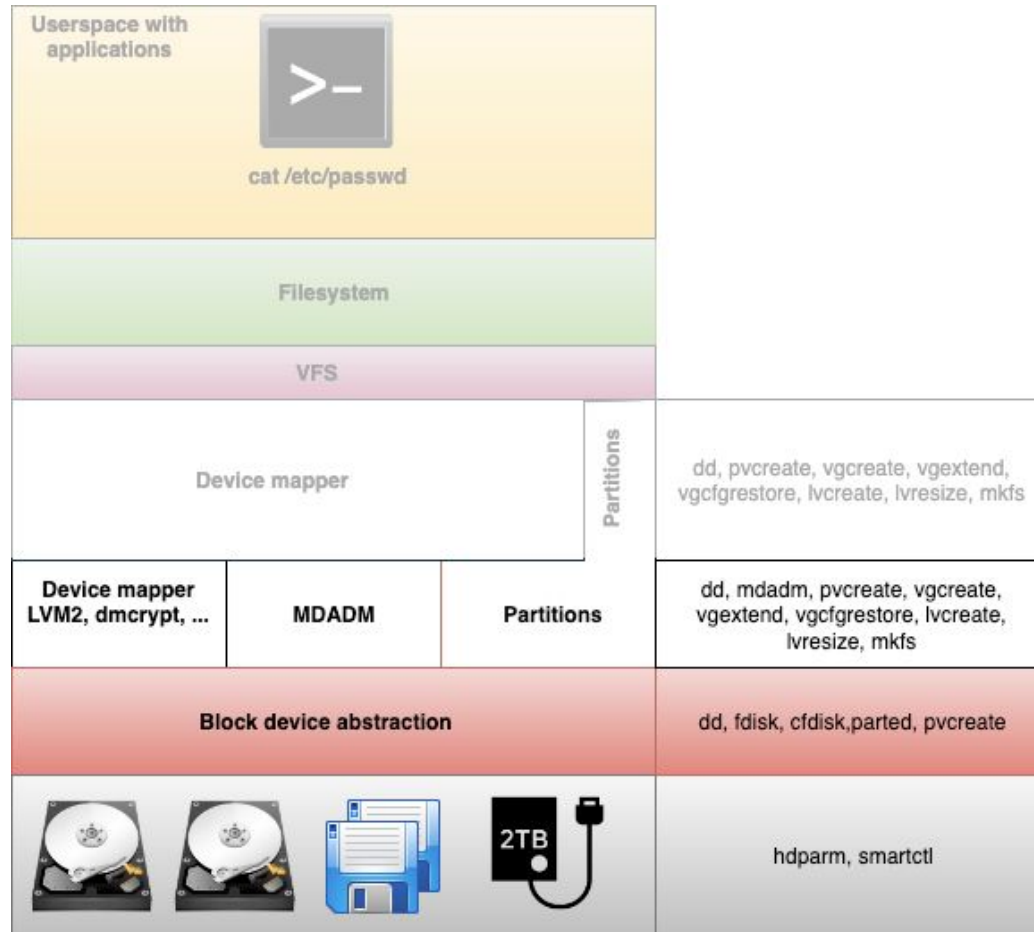 Userspace with
applications
>-
cat /etc/passwd
Filesystem
VFS
Device mapper
Partitions
dd, pvcreate, vgcreate, vgextend,
vgcfgrestore, lvcreate, lvresize, mkfs
Device mapper
LVM2, dmcrypt, ...
MDADM
Partitions
dd, mdadm, pvcreate, vgcreate,
vgextend, vgcfgrestore, lvcreate,
lvresize, mkfs
Block device abstraction
dd, fdisk, cfdisk,parted, pvcreate
2TB
hdparm, smartctl